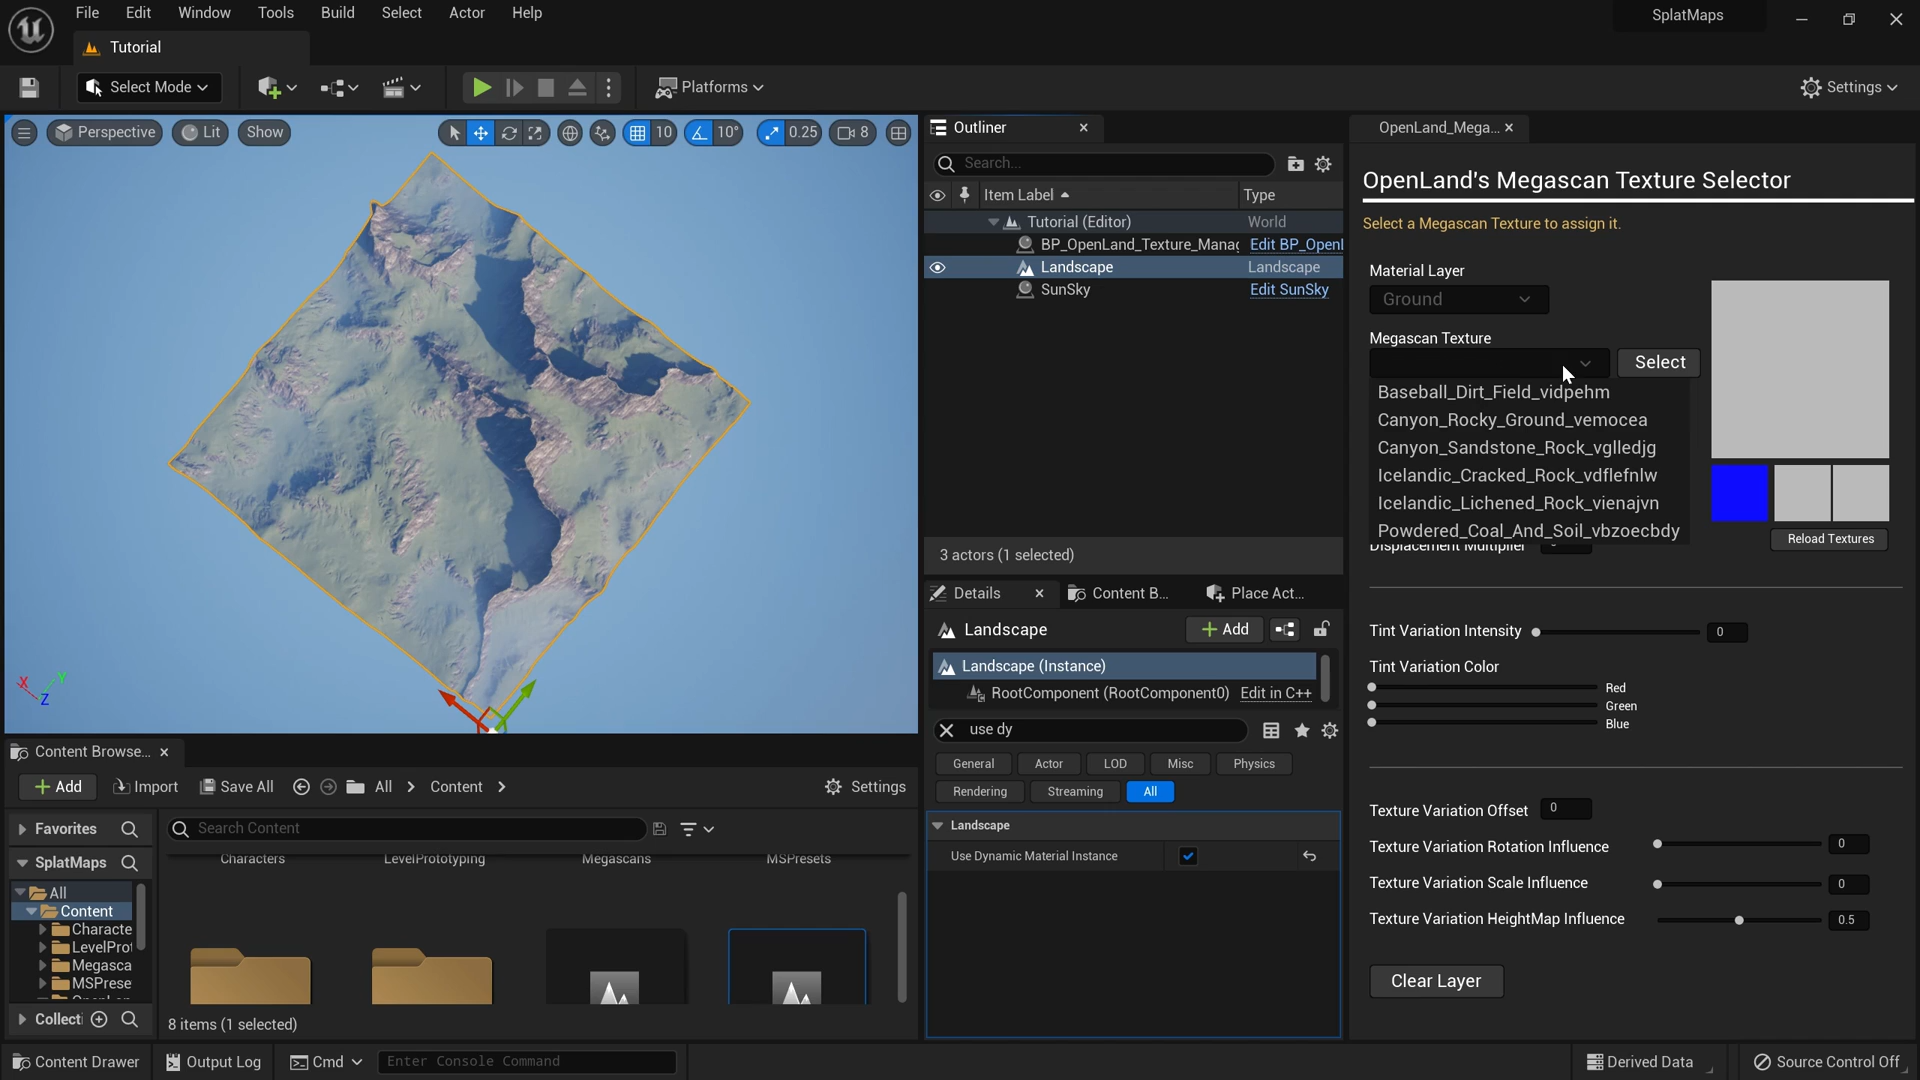 File Edit Window Tools Build Select Actor Help
SplatMaps
Tutorial
Select Mode
Platforms
Settings
Perspective
Lit
Show
10
10°
0.25
8
X
Y
Z
Outliner
Search...
Item Label
Type
Tutorial (Editor)
World
BP_OpenLand_Texture_Manag
Edit BP_Openl
Landscape
Landscape
SunSky
Edit SunSky
3 actors (1 selected)
Details
Content B...
Place Act...
Landscape
Add
Landscape (Instance)
RootComponent (RootComponent0)
Edit in C++
use dy
General
Actor
LOD
Misc
Physics
Rendering
Streaming
All
Landscape
Use Dynamic Material Instance
OpenLand_Mega...
OpenLand's Megascan Texture Selector
Select a Megascan Texture to assign it.
Material Layer
Ground
Megascan Texture
Select
Baseball_Dirt_Field_vidpehm
Canyon_Rocky_Ground_vemocea
Canyon_Sandstone_Rock_vglledjg
Icelandic_Cracked_Rock_vdflefnlw
Icelandic_Lichened_Rock_vienajvn
Powdered_Coal_And_Soil_vbzoecbdy
Displacement Multiplier
Reload Textures
Tint Variation Intensity
0
Tint Variation Color
Red
Green
Blue
Texture Variation Offset
0
Texture Variation Rotation Influence
0
Texture Variation Scale Influence
0
Texture Variation HeightMap Influence
0.5
Clear Layer
Content Browse...
Add
Import
Save All
All
Content
Settings
Favorites
Search Content
SplatMaps
All
Content
Characte
LevelProt
Megasca
MSPrese
Collecti
Characters
LevelPrototyping
Megascans
MSPresets
8 items (1 selected)
Content Drawer
Output Log
Cmd
Enter Console Command
Derived Data
Source Control Off